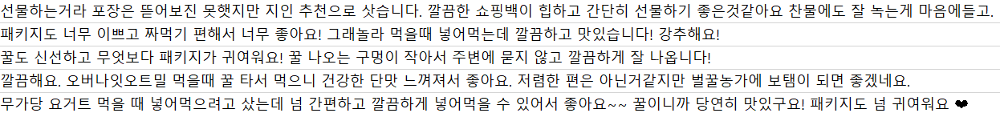 선물하는거라 포장은 뜯어보진 못했지만 지인 추천으로 삿습니다. 깔끔한 쇼핑백이 힙하고 간단히 선물하기 좋은것같아요 찬물에도 잘 녹는게 마음에들고.
패키지도 너무 이쁘고 짜먹기 편해서 너무 좋아요! 그래놀라 먹을때 넣어먹는데 깔끔하고 맛있습니다! 강추해요!
꿀도 신선하고 무엇보다 패키지가 귀여워요! 꿀 나오는 구멍이 작아서 주변에 묻지 않고 깔끔하게 잘 나옵니다!
깔끔해요. 오버나잇오트밀 먹을때 꿀 타서 먹으니 건강한 단맛 느껴져서 좋아요. 저렴한 편은 아닌거같지만 벌꿀농가에 보탬이 되면 좋겠네요.
무가당 요거트 먹을 때 넣어먹으려고 샀는데 넘 간편하고 깔끔하게 넣어먹을 수 있어서 좋아요~~ 꿀이니까 당연히 맛있구요! 패키지도 넘 귀여워요 ❤